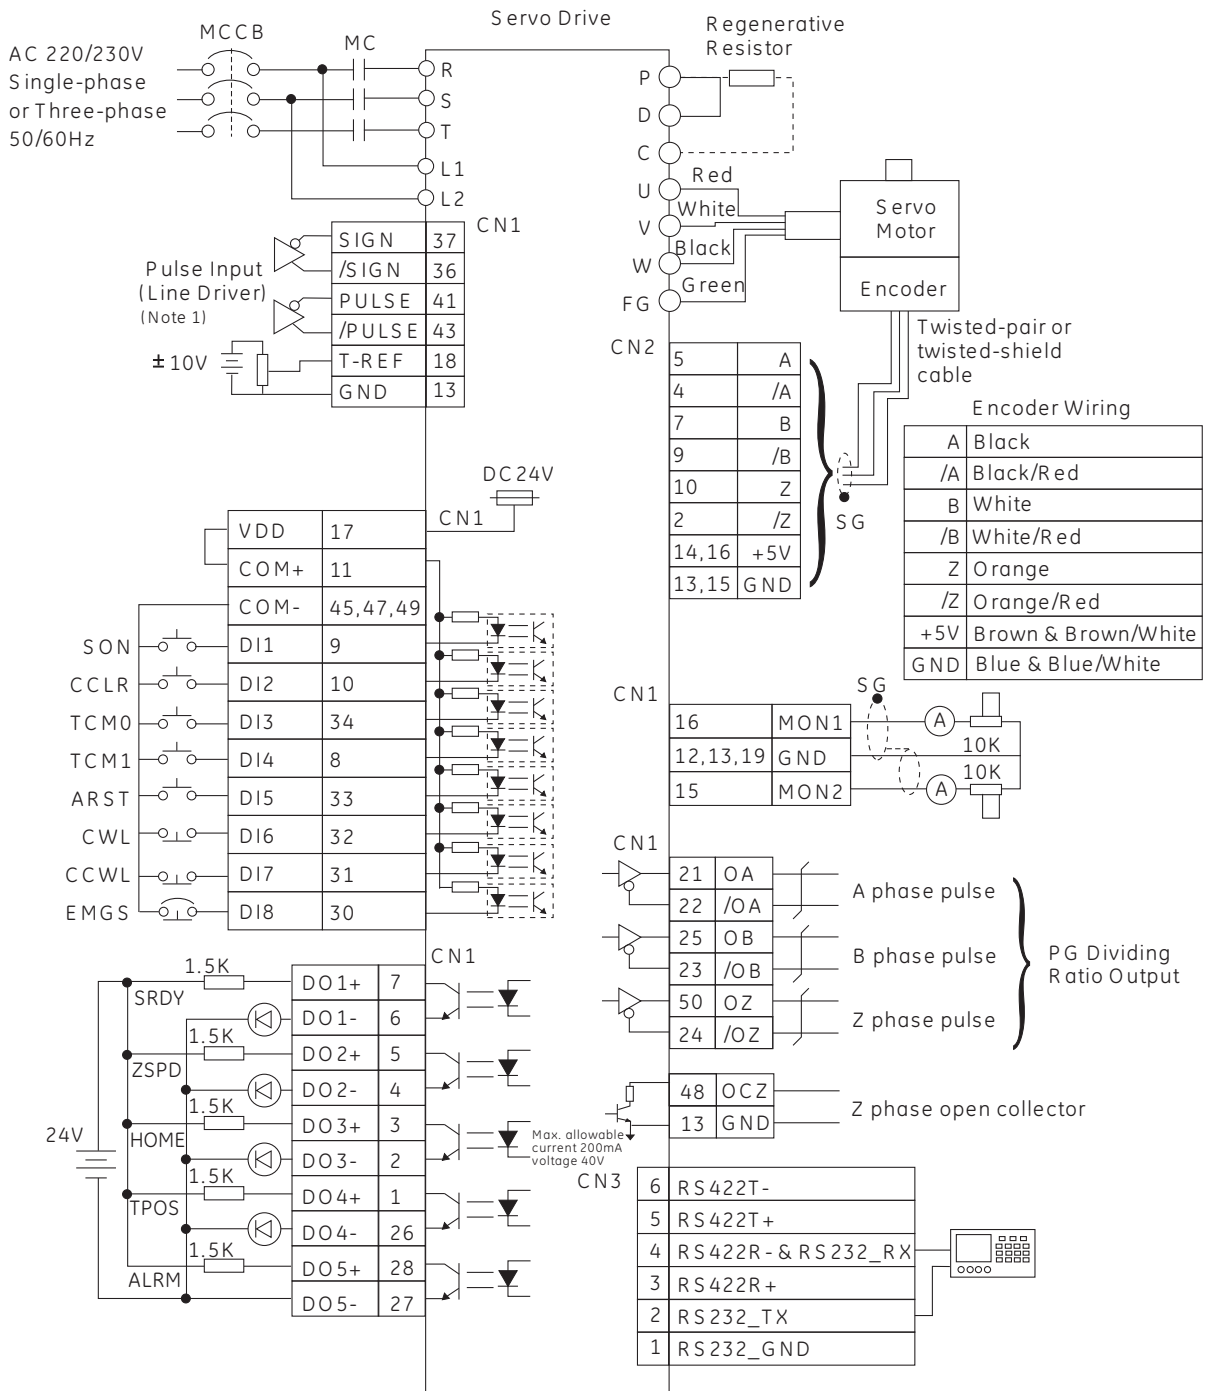 Servo Drive
MCCB
MC
AC 220/230V
Single-phase
or Three-phase
50/60Hz
R
S
T
L1
L2
Regenerative
Resistor
P
D
C
U
V
W
FG
Red
White
Black
Green
Servo
Motor
Encoder
Twisted-pair or
twisted-shield
cable
CN1
Pulse Input
(Line Driver)
(Note 1)
±10V
SIGN 37
/SIGN 36
PULSE 41
/PULSE 43
T-REF 18
GND 13
CN2
5 A
4 /A
7 B
9 /B
10 Z
2 /Z
14,16 +5V
13,15 GND
SG
Encoder Wiring
A Black
/A Black/Red
B White
/B White/Red
Z Orange
/Z Orange/Red
+5V Brown & Brown/White
GND Blue & Blue/White
DC24V
CN1
VDD 17
COM+ 11
COM- 45,47,49
SON DI1 9
CCLR DI2 10
TCM0 DI3 34
TCM1 DI4 8
ARST DI5 33
CWL DI6 32
CCWL DI7 31
EMGS DI8 30
CN1
SG
16 MON1
12,13,19 GND
15 MON2
A
10K
10K
A
CN1
21 OA
22 /OA
25 OB
23 /OB
50 OZ
24 /OZ
A phase pulse
B phase pulse
Z phase pulse
PG Dividing
Ratio Output
48 OCZ
13 GND
Z phase open collector
CN1
24V
1.5K
SRDY
DO1+ 7
DO1- 6
1.5K
ZSPD
DO2+ 5
DO2- 4
1.5K
HOME
DO3+ 3
DO3- 2
1.5K
TPOS
DO4+ 1
DO4- 26
1.5K
ALRM
DO5+ 28
DO5- 27
Max. allowable
current 200mA
voltage 40V
CN3
6 RS422T-
5 RS422T+
4 RS422R-&RS232_RX
3 RS422R+
2 RS232_TX
1 RS232_GND